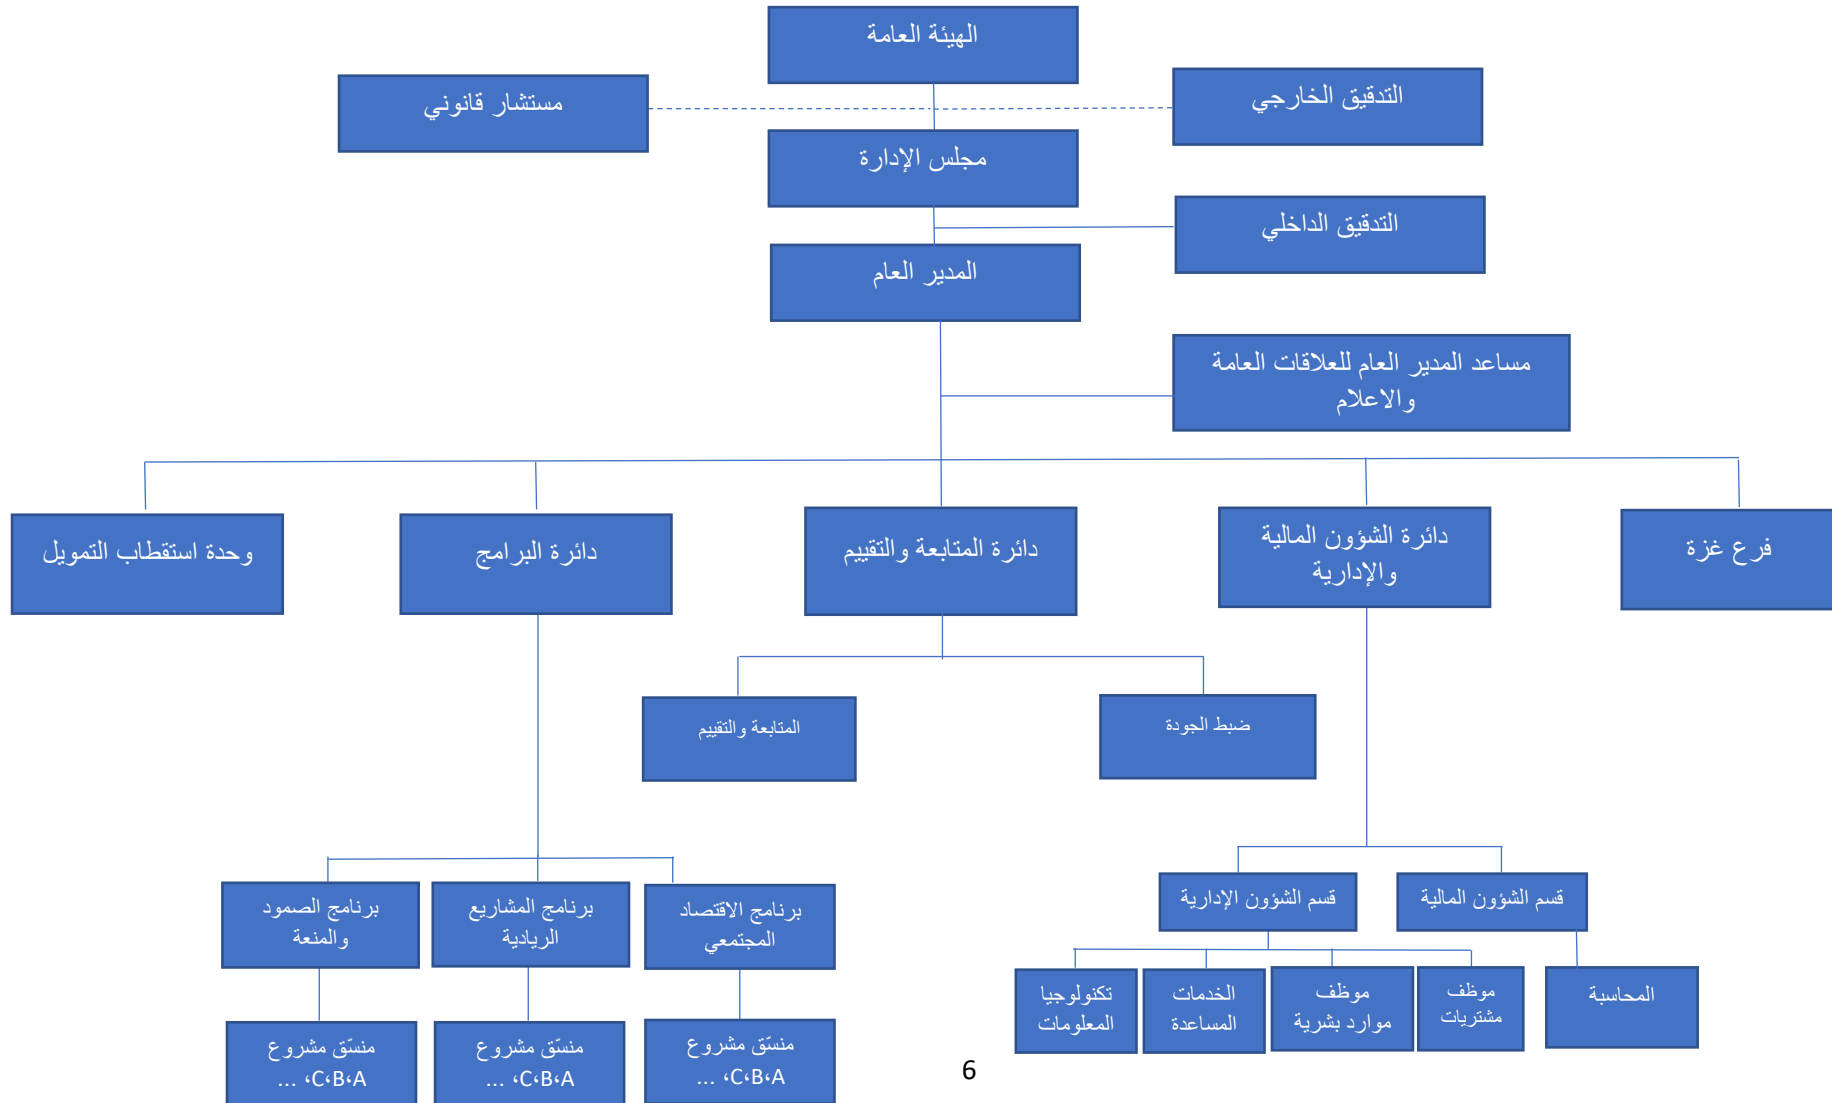 الهيئة العامة
التدقيق الخارجي
مستشار قانوني
مجلس الإدارة
التدقيق الداخلي
المدير العام
مساعد المدير العام للعلاقات العامة
والاعلام
فرع غزة
دائرة الشؤون المالية
والإدارية
دائرة المتابعة والتقييم
دائرة البرامج
وحدة استقطاب التمويل
ضبط الجودة
المتابعة والتقييم
قسم الشؤون المالية
قسم الشؤون الإدارية
برنامج الاقتصاد
المجتمعي
برنامج المشاريع
الريادية
برنامج الصمود
والمنعة
المحاسبة
موظف
مشتريات
موظف
موارد بشرية
الخدمات
المساعدة
تكنولوجيا
المعلومات
منسّق مشروع
A،B،C، ...
منسّق مشروع
A،B،C، ...
منسّق مشروع
A،B،C، ...
6